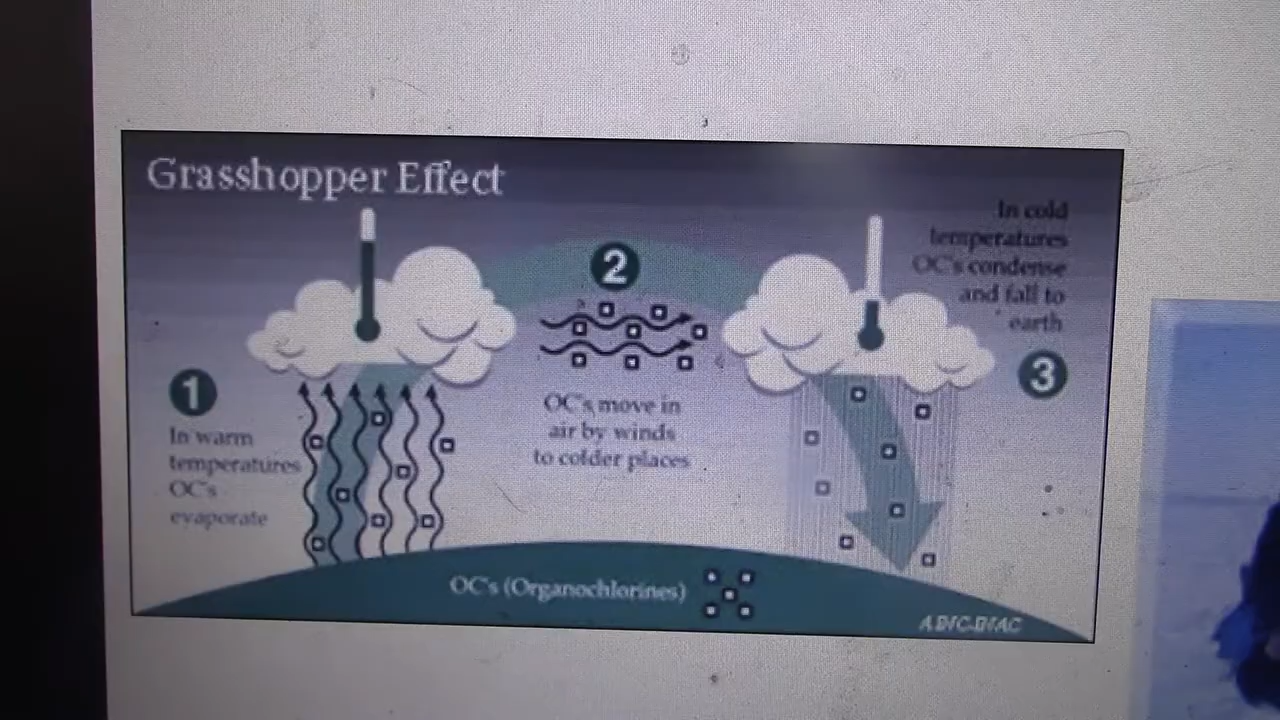 Grasshopper Effect
1
In warm
temperatures
OC's
evaporate
2
OC's move in
air by winds
to colder places
In cold
temperatures
OC's condense
and fall to
earth
3
OC's (Organochlorines)